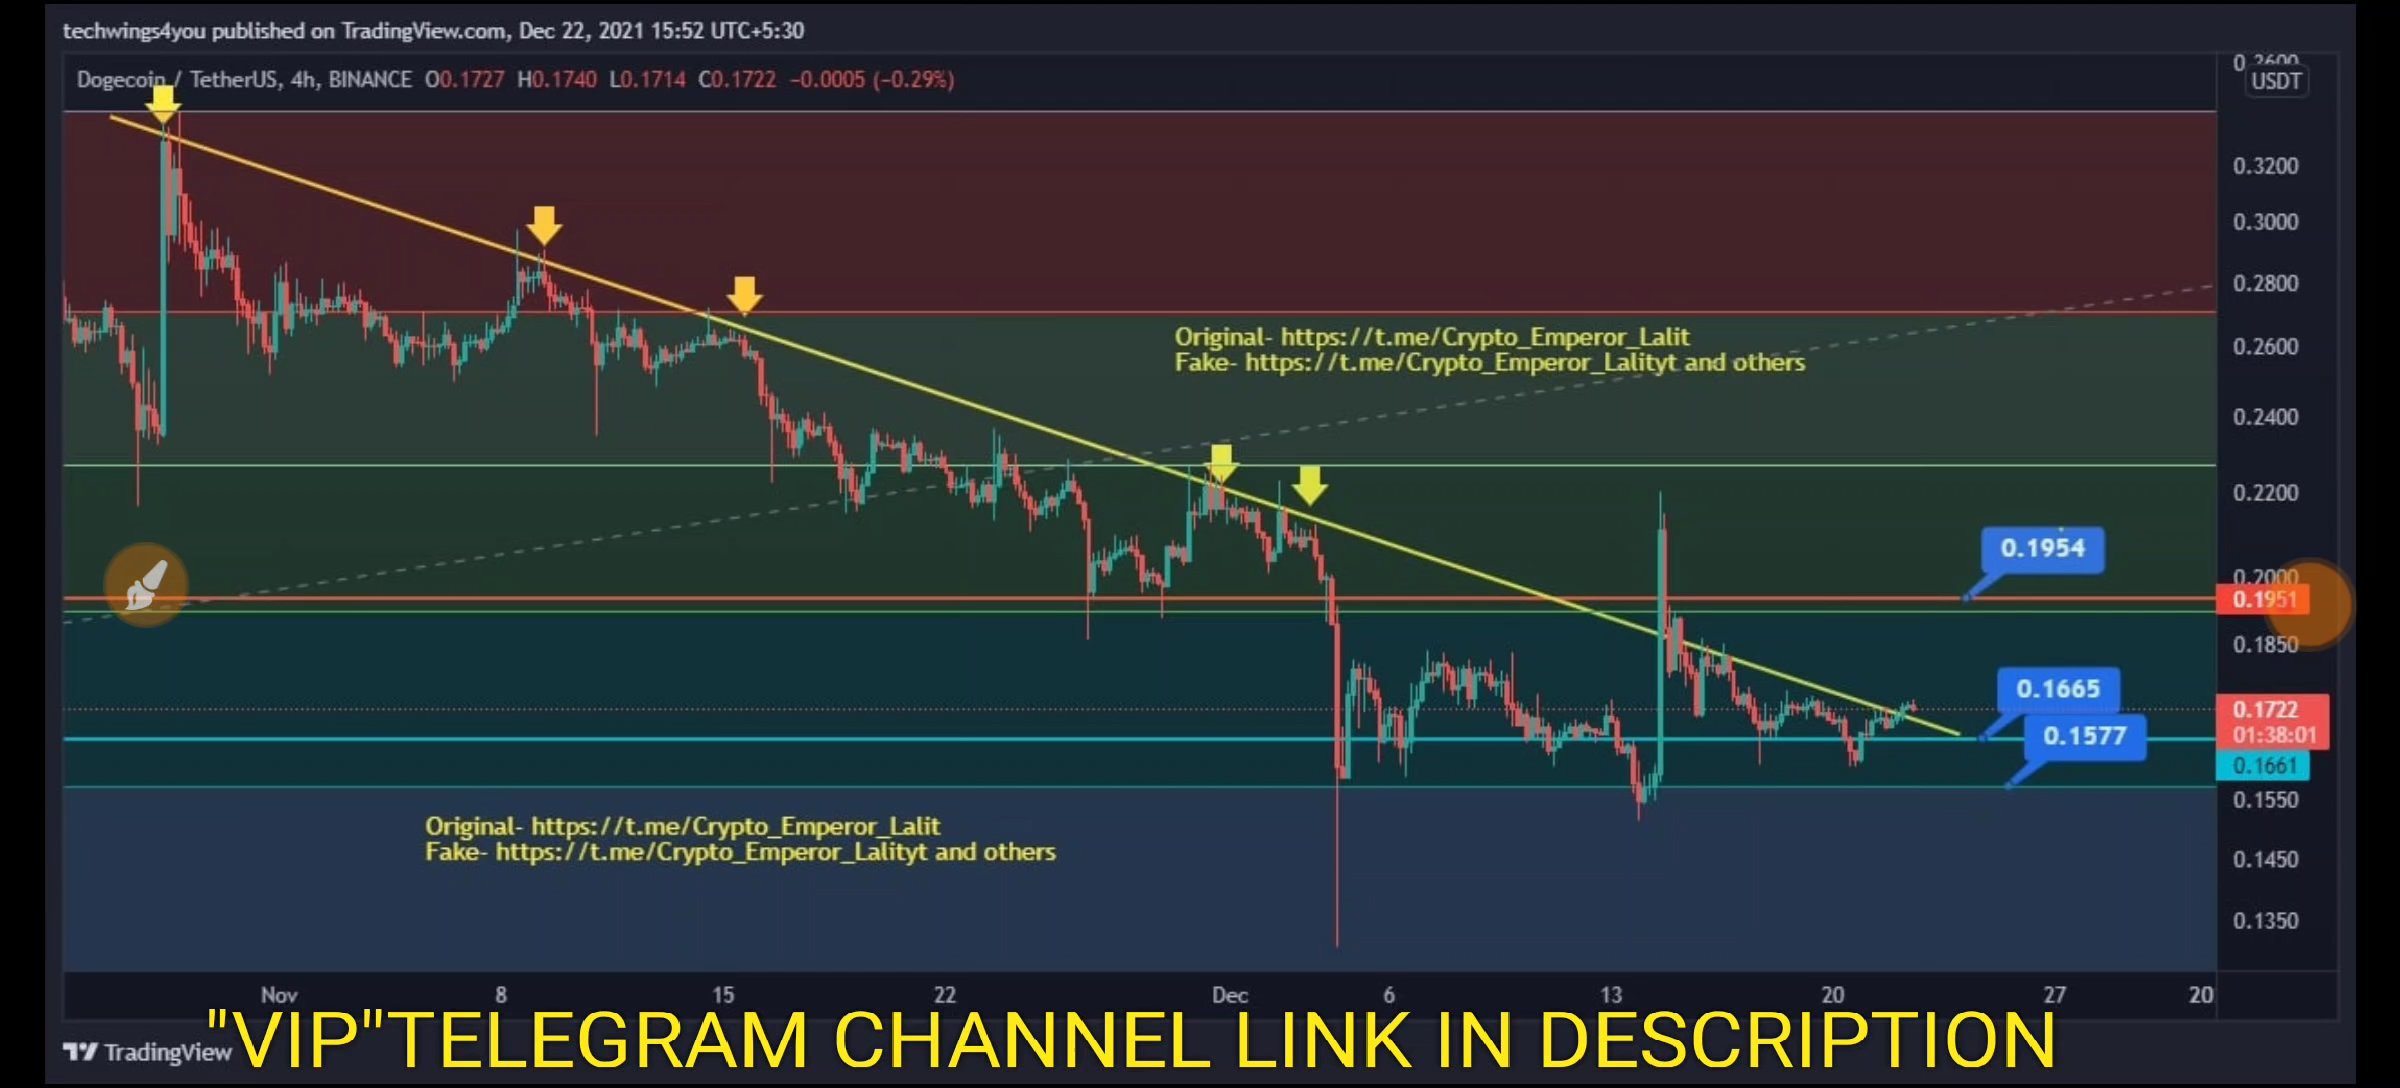 techwings4you published on TradingView.com, Dec 22, 2021 15:52 UTC+5:30
Dogecoin / TetherUS, 4h, BINANCE O0.1727 H0.1740 L0.1714 C0.1722 −0.0005 (−0.29%)
USDT
0.3200
0.3000
0.2800
Original- https://t.me/Crypto_Emperor_Lalit
Fake- https://t.me/Crypto_Emperor_Lalityt and others
0.2600
0.2400
0.2200
0.1954
0.2000
0.1951
0.1850
0.1665
0.1722
0.1577
01:38:01
0.1661
0.1550
Original- https://t.me/Crypto_Emperor_Lalit
Fake- https://t.me/Crypto_Emperor_Lalityt and others
0.1450
0.1350
Nov 8 15 22 Dec 6 13 20 27 20
"VIP"TELEGRAM CHANNEL LINK IN DESCRIPTION
TradingView